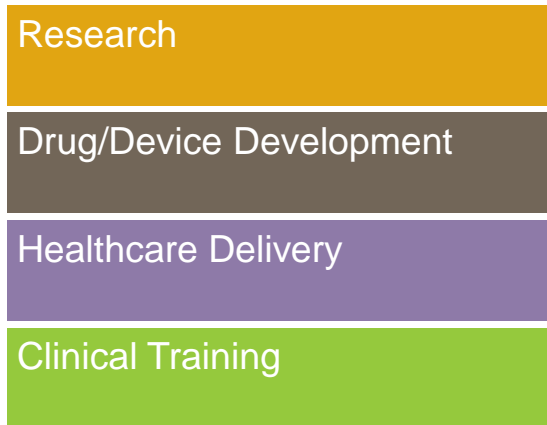 Research
Drug/Device Development
Healthcare Delivery
Clinical Training